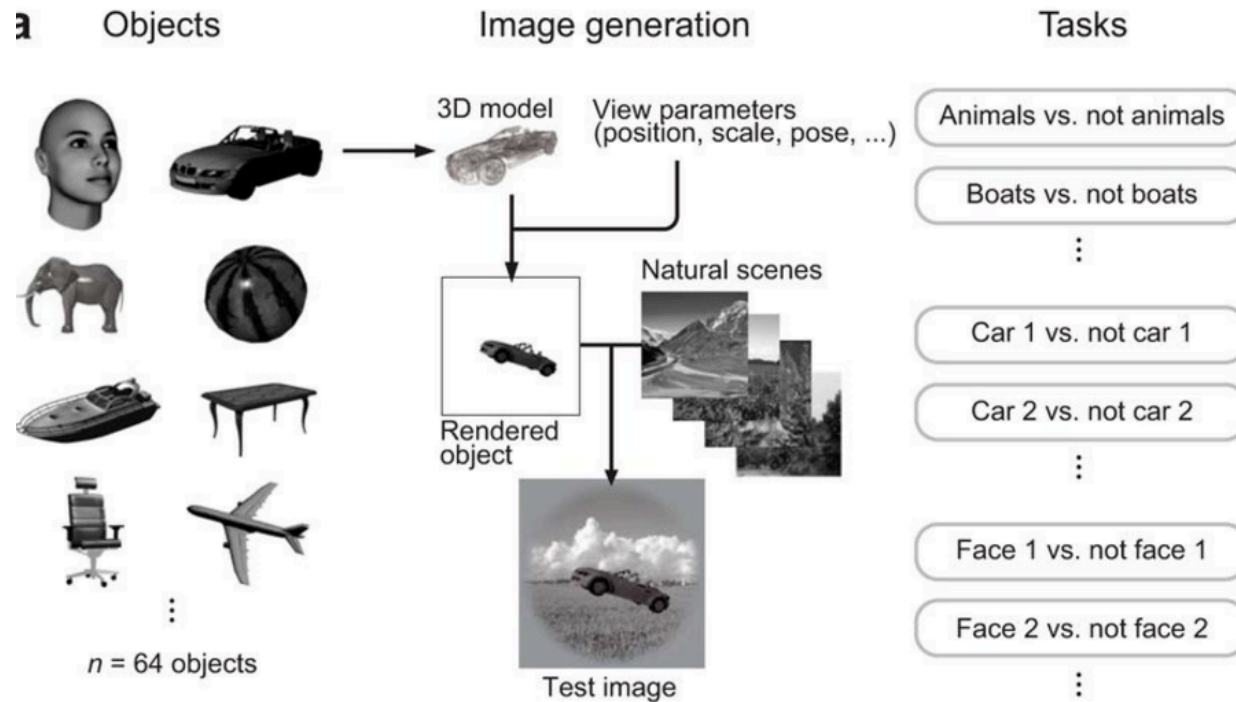 a
Objects
Image generation
Tasks
3D model
View parameters
(position, scale, pose, ...)
Natural scenes
Rendered
object
Test image
n = 64 objects
Animals vs. not animals
Boats vs. not boats
Car 1 vs. not car 1
Car 2 vs. not car 2
Face 1 vs. not face 1
Face 2 vs. not face 2